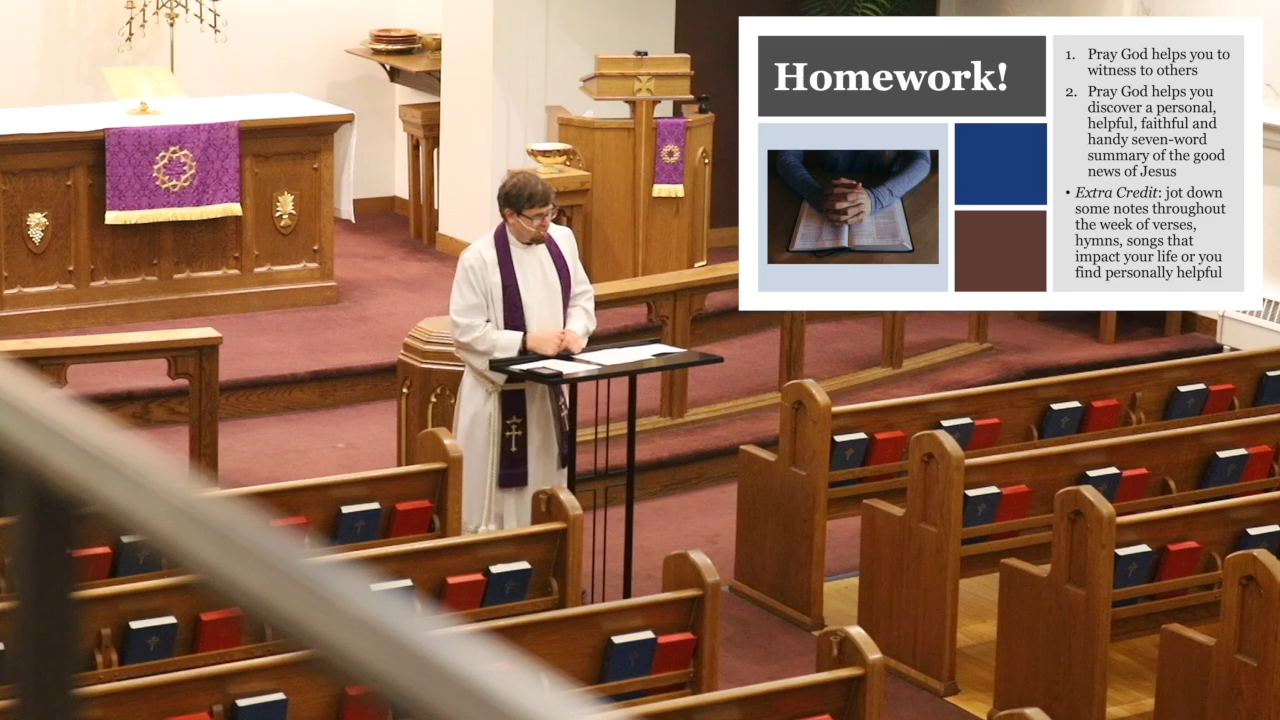 Homework!
1. Pray God helps you to
witness to others
2. Pray God helps you
discover a personal,
helpful, faithful and
handy seven-word
summary of the good
news of Jesus
• Extra Credit: jot down
some notes throughout
the week of verses,
hymns, songs that
impact your life or you
find personally helpful